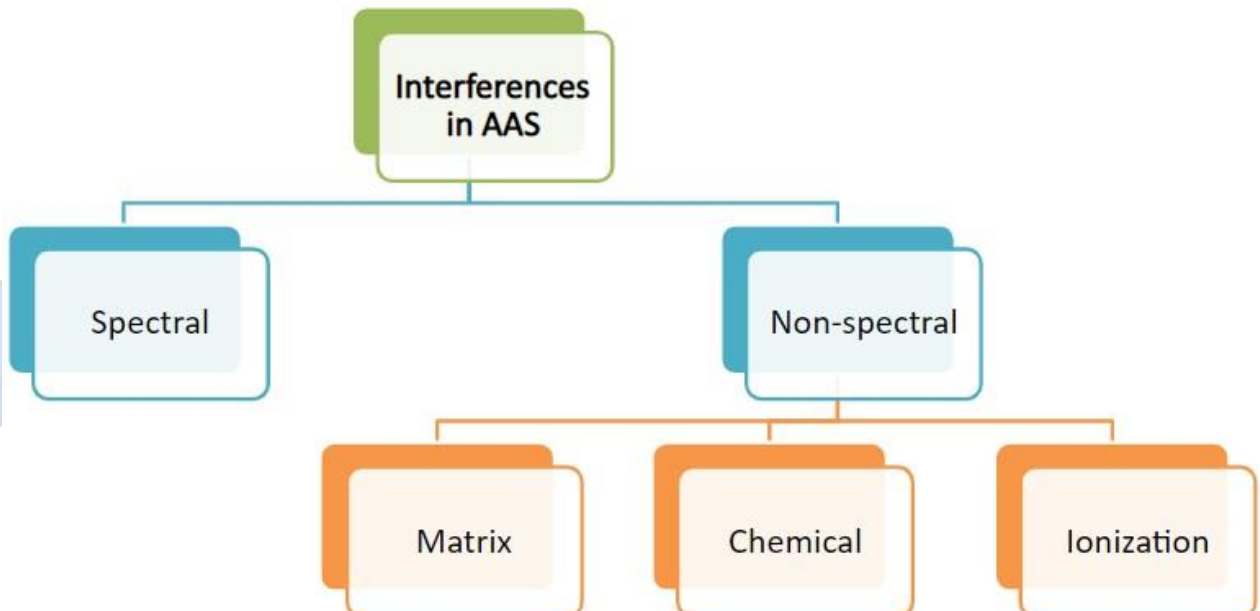 Interferences
in AAS
Spectral
Non-spectral
Matrix
Chemical
Ionization